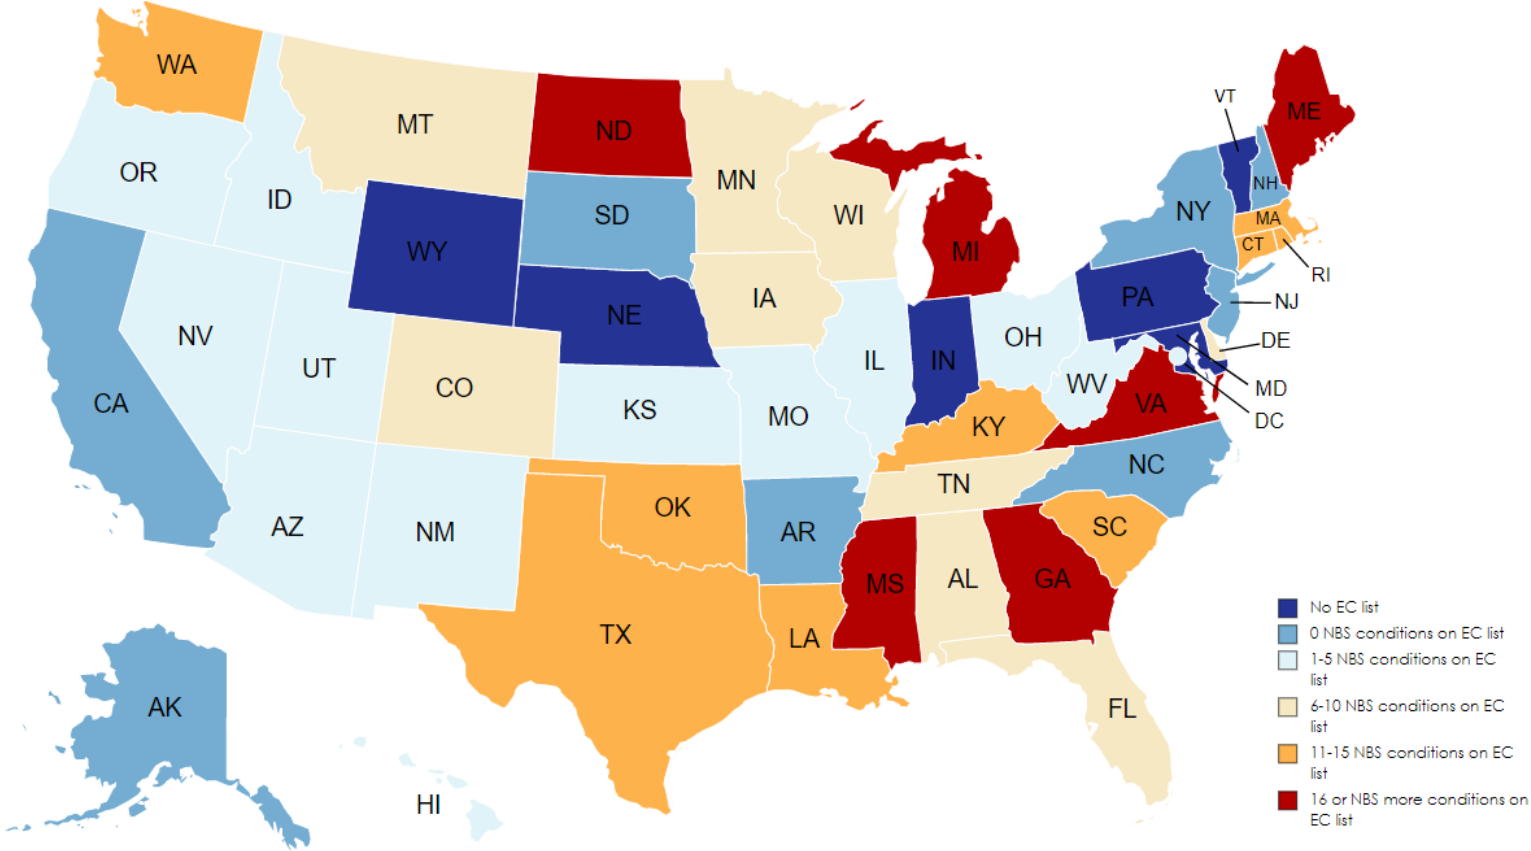 WA
MT
ND
MN
OR
ID
SD
WI
WY
MI
NY
VT
NH
ME
MA
CT
RI
NV
UT
CO
NE
IA
IL
IN
OH
PA
NJ
DE
MD
DC
CA
KS
MO
KY
WV
VA
AZ
NM
OK
AR
TN
NC
SC
TX
LA
MS
AL
GA
FL
AK
HI
No EC list
0 NBS conditions on EC list
1-5 NBS conditions on EC
list
6-10 NBS conditions on EC
list
11-15 NBS conditions on EC
list
16 or NBS more conditions on
EC list